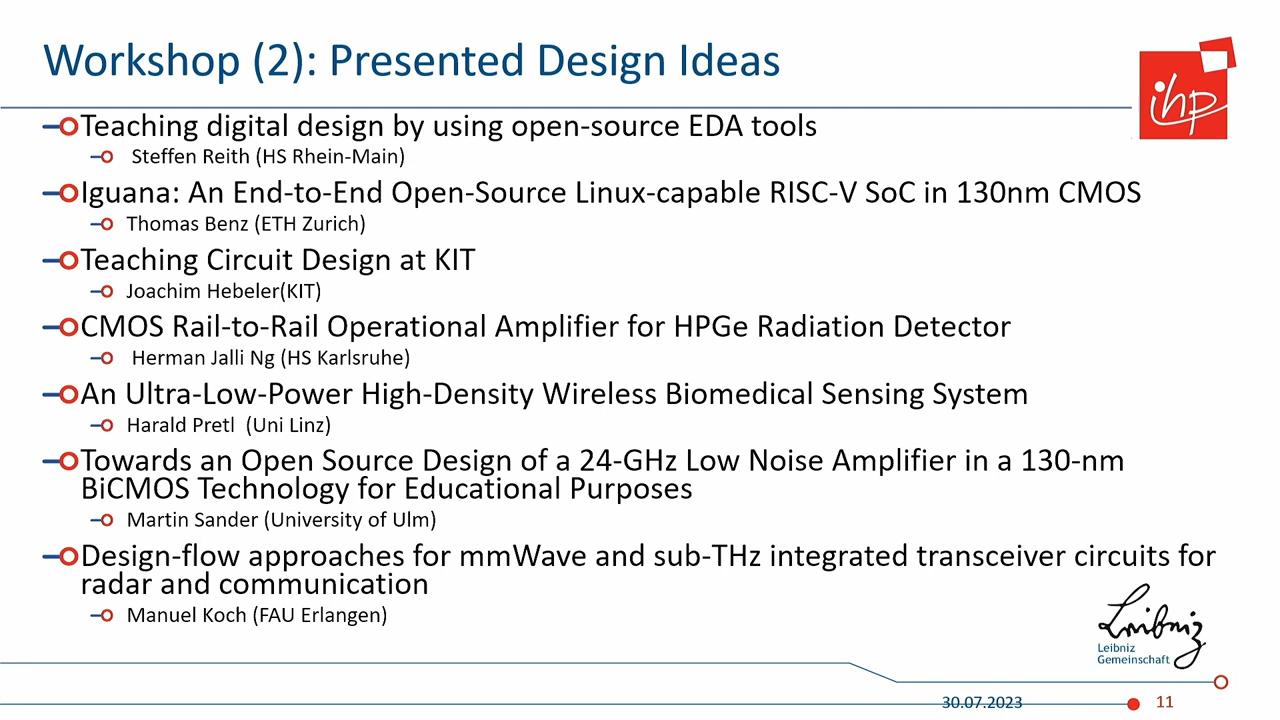 Workshop (2): Presented Design Ideas
ihp
Teaching digital design by using open-source EDA tools
Steffen Reith (HS Rhein-Main)
Iguana: An End-to-End Open-Source Linux-capable RISC-V SoC in 130nm CMOS
Thomas Benz (ETH Zurich)
Teaching Circuit Design at KIT
Joachim Hebeler(KIT)
CMOS Rail-to-Rail Operational Amplifier for HPGe Radiation Detector
Herman Jalli Ng (HS Karlsruhe)
An Ultra-Low-Power High-Density Wireless Biomedical Sensing System
Harald Pretl (Uni Linz)
Towards an Open Source Design of a 24-GHz Low Noise Amplifier in a 130-nm
BiCMOS Technology for Educational Purposes
Martin Sander (University of Ulm)
Design-flow approaches for mmWave and sub-THz integrated transceiver circuits for
radar and communication
Manuel Koch (FAU Erlangen)
Leibniz
Leibniz
Gemeinschaft
30.07.2023
11